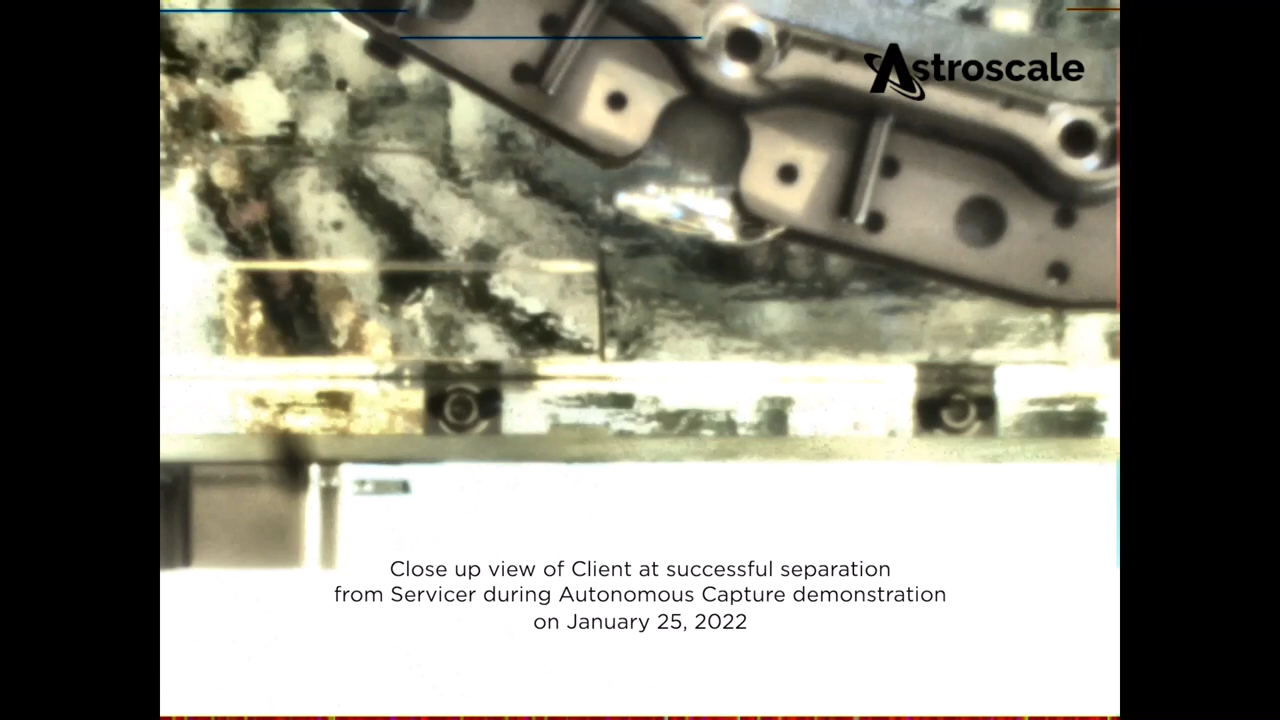 Astroscale
Close up view of Client at successful separation
from Servicer during Autonomous Capture demonstration
on January 25, 2022